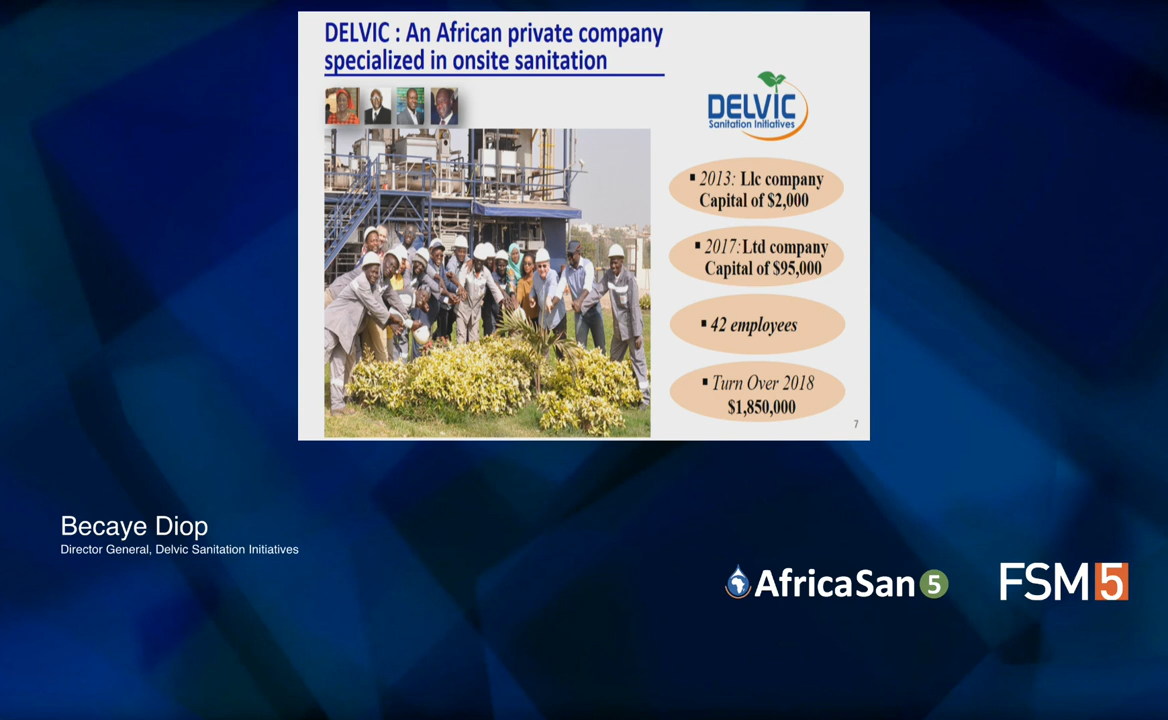 DELVIC : An African private company
specialized in onsite sanitation
DELVIC
Sanitation Initiatives
▪ 2013: Llc company
Capital of $2,000
▪ 2017:Ltd company
Capital of $95,000
▪ 42 employees
▪ Turn Over 2018
$1,850,000
7
Becaye Diop
Director General, Delvic Sanitation Initiatives
AfricaSan 5
FSM5